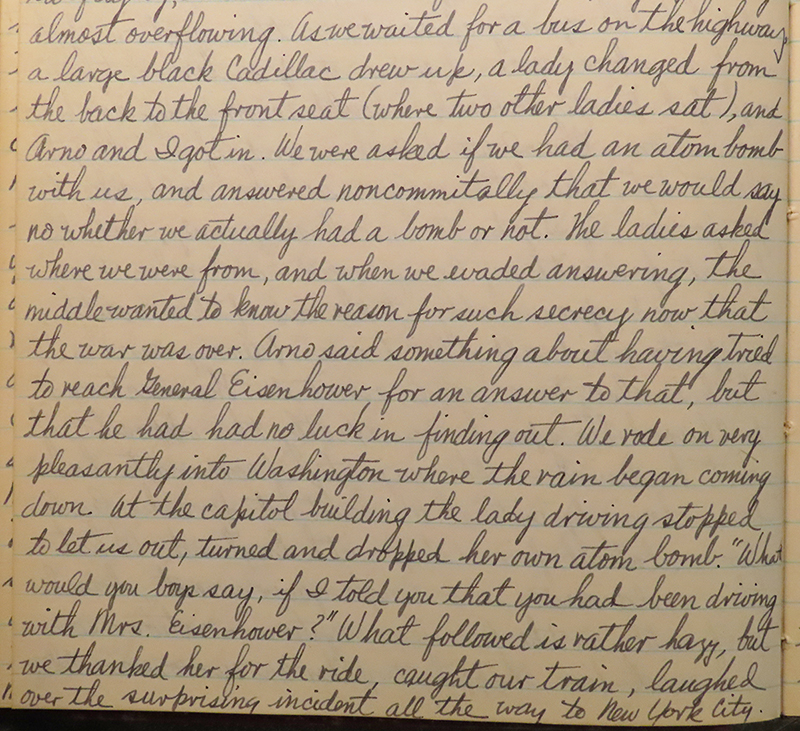 almost overflowing. As we waited for a bus on the highway,
a large black Cadillac drew up, a lady changed from
the back to the front seat (where two other ladies sat), and
Arno and I got in. We were asked if we had an atom bomb
with us, and answered noncommitally that we would say
no whether we actually had a bomb or not. The ladies asked
where we were from, and when we evaded answering, the
middle wanted to know the reason for such secrecy now that
the war was over. Arno said something about having tried
to reach General Eisenhower for an answer to that, but
that he had had no luck in finding out. We rode on very
pleasantly into Washington where the rain began coming
down. At the capitol building the lady driving stopped
to let us out, turned and dropped her own atom bomb. "What
would you boys say, if I told you that you had been driving
with Mrs. Eisenhower?" What followed is rather hazy, but
we thanked her for the ride, caught our train, laughed
over the surprising incident all the way to New York City.